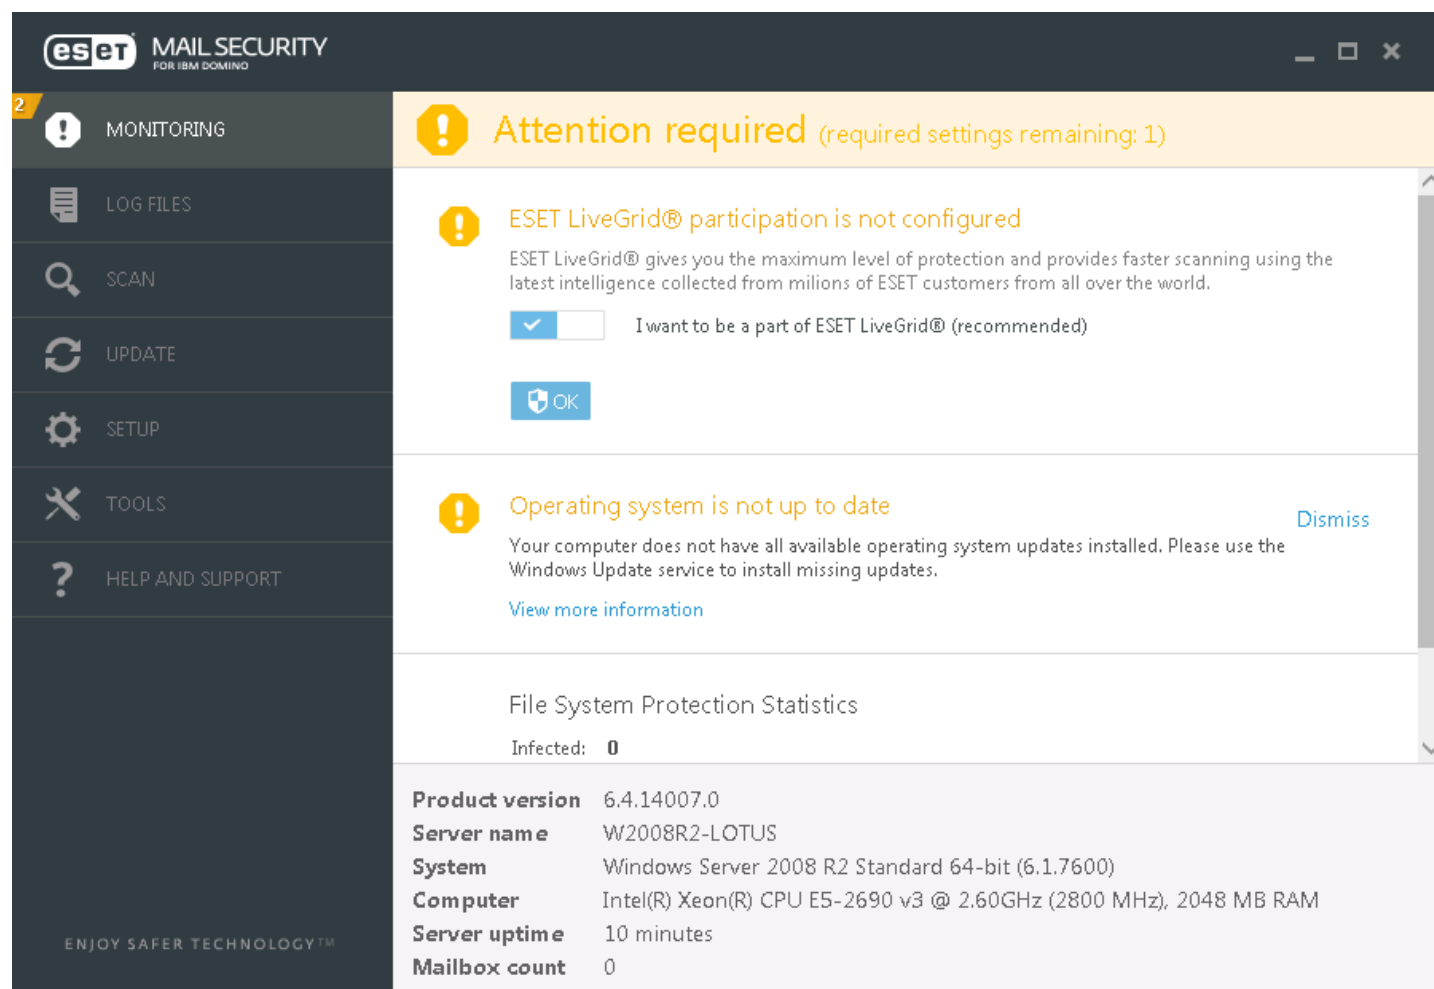 eset MAIL SECURITY
FOR IBM DOMINO
2
MONITORING
LOG FILES
SCAN
UPDATE
SETUP
TOOLS
HELP AND SUPPORT
ENJOY SAFER TECHNOLOGY™
Attention required (required settings remaining: 1)
ESET LiveGrid® participation is not configured
ESET LiveGrid® gives you the maximum level of protection and provides faster scanning using the
latest intelligence collected from milions of ESET customers from all over the world.
I want to be a part of ESET LiveGrid® (recommended)
OK
Operating system is not up to date
Dismiss
Your computer does not have all available operating system updates installed. Please use the
Windows Update service to install missing updates.
View more information
File System Protection Statistics
Infected: 0
Product version 6.4.14007.0
Server name W2008R2-LOTUS
System Windows Server 2008 R2 Standard 64-bit (6.1.7600)
Computer Intel(R) Xeon(R) CPU E5-2690 v3 @ 2.60GHz (2800 MHz), 2048 MB RAM
Server uptime 10 minutes
Mailbox count 0